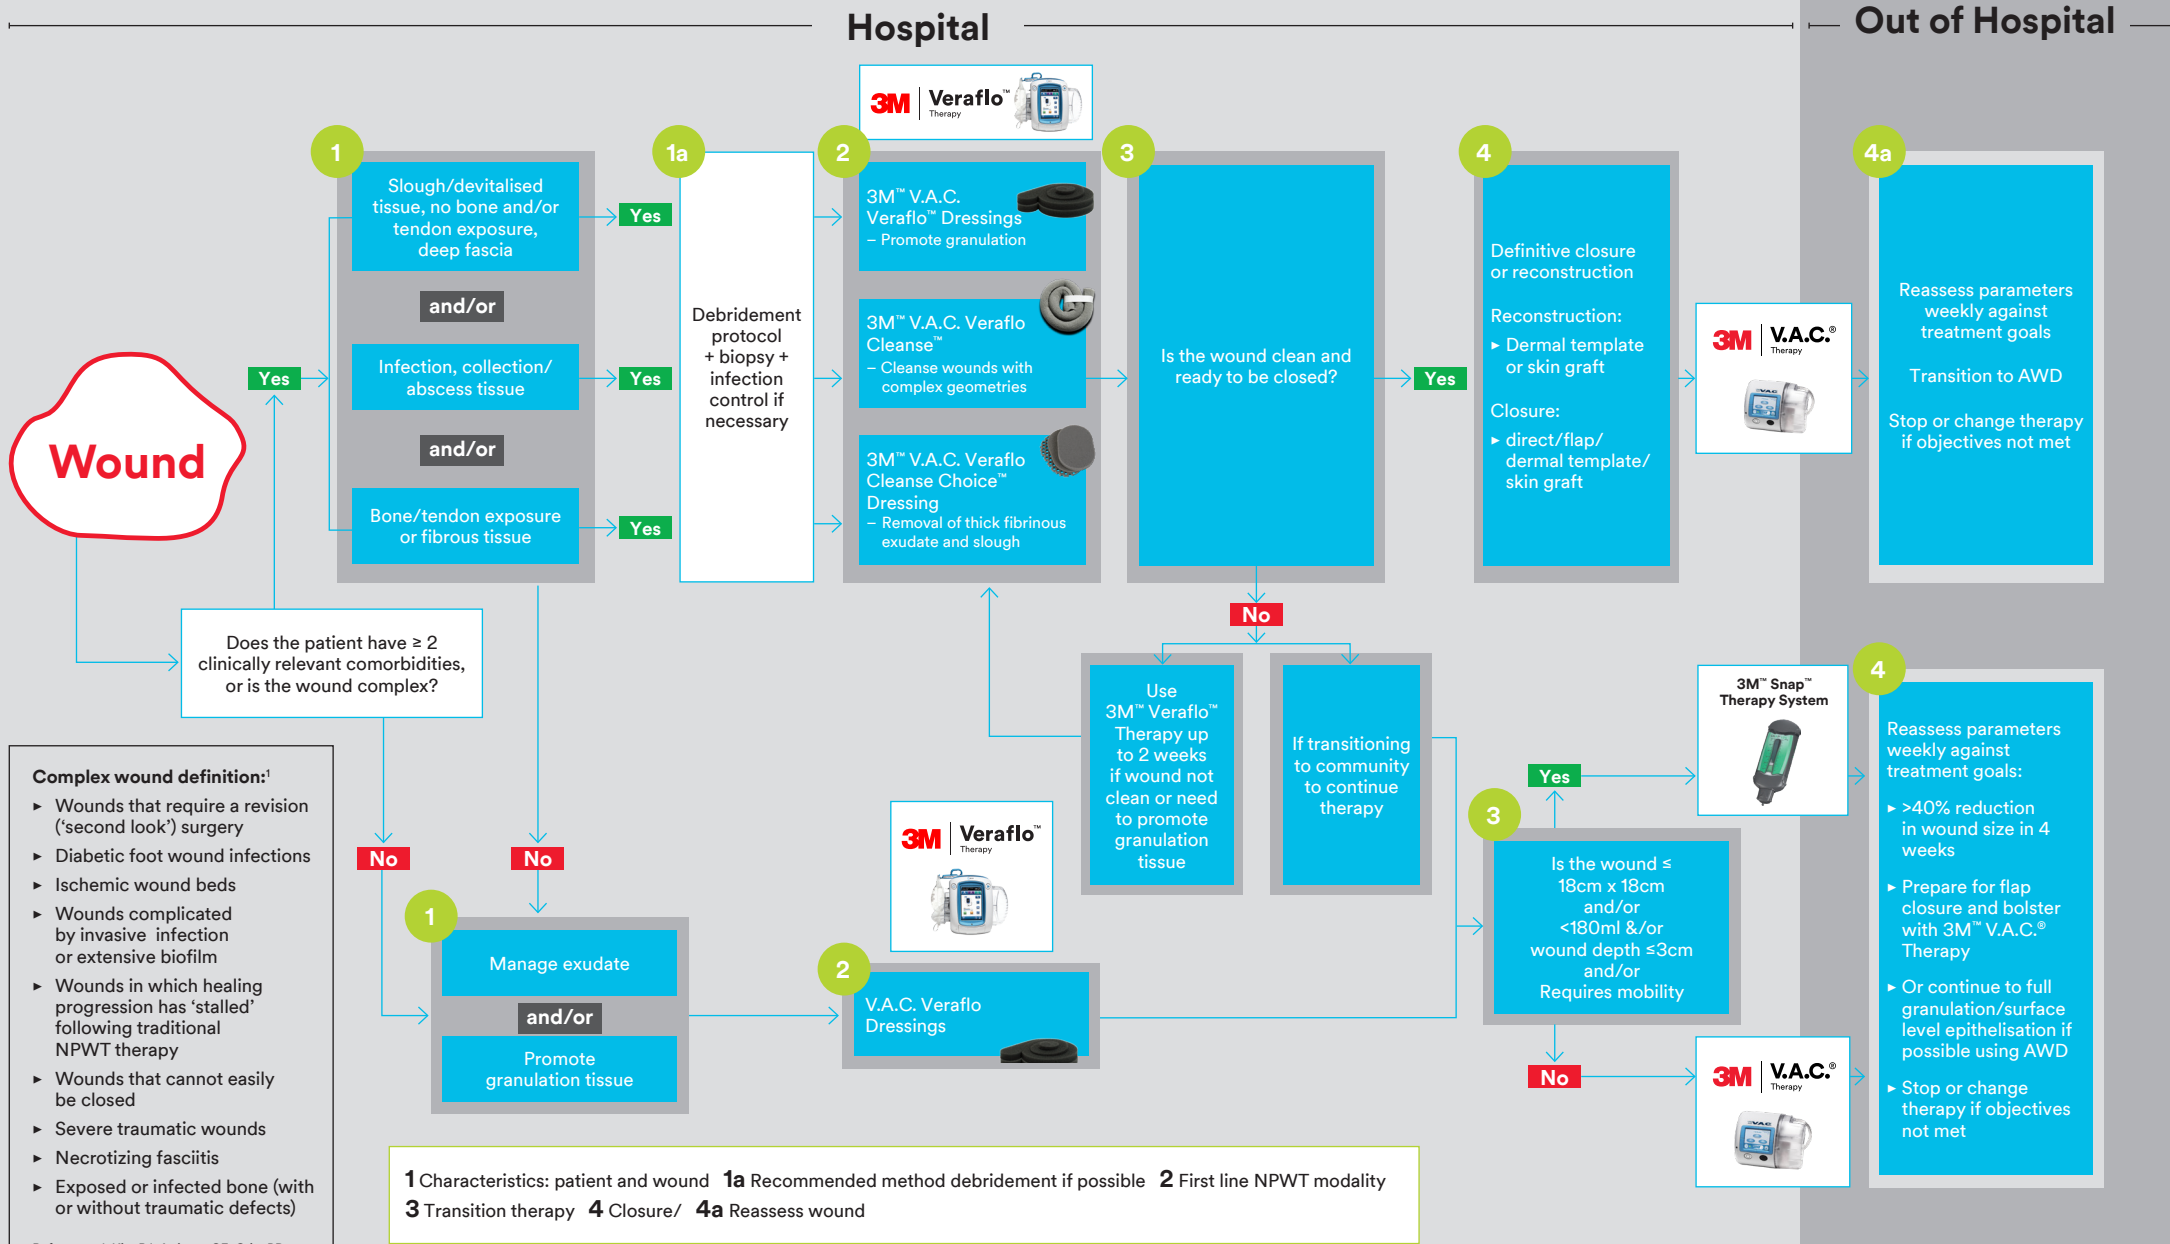 Hospital
Out of Hospital
3M | Veraflo™
Therapy
1
Slough/devitalised
tissue, no bone and/or
tendon exposure,
deep fascia
and/or
Infection, collection/
abscess tissue
and/or
Bone/tendon exposure
or fibrous tissue
Yes
Yes
Yes
Yes
Wound
Does the patient have ≥ 2
clinically relevant comorbidities,
or is the wound complex?
1a
Debridement
protocol
+ biopsy +
infection
control if
necessary
2
3M™ V.A.C.
Veraflo™ Dressings
– Promote granulation
3M™ V.A.C. Veraflo
Cleanse™
– Cleanse wounds with
complex geometries
3M™ V.A.C. Veraflo
Cleanse Choice™
Dressing
– Removal of thick fibrinous
exudate and slough
3
Is the wound clean and
ready to be closed?
Yes
No
4
Definitive closure
or reconstruction
Reconstruction:
▸ Dermal template
or skin graft
Closure:
▸ direct/flap/
dermal template/
skin graft
3M | V.A.C.®
Therapy
4a
Reassess parameters
weekly against
treatment goals
Transition to AWD
Stop or change therapy
if objectives not met
Use
3M™ Veraflo™
Therapy up
to 2 weeks
if wound not
clean or need
to promote
granulation
tissue
If transitioning
to community
to continue
therapy
No
No
1
Manage exudate
and/or
Promote
granulation tissue
3M | Veraflo™
Therapy
2
V.A.C. Veraflo
Dressings
3
Is the wound ≤
18cm x 18cm
and/or
<180ml &/or
wound depth ≤3cm
and/or
Requires mobility
Yes
No
3M™ Snap™
Therapy System
3M | V.A.C.®
Therapy
4
Reassess parameters
weekly against
treatment goals:
▸ >40% reduction
in wound size in 4
weeks
▸ Prepare for flap
closure and bolster
with 3M™ V.A.C.®
Therapy
▸ Or continue to full
granulation/surface
level epithelisation if
possible using AWD
▸ Stop or change
therapy if objectives
not met
Complex wound definition:¹
▸ Wounds that require a revision
('second look') surgery
▸ Diabetic foot wound infections
▸ Ischemic wound beds
▸ Wounds complicated
by invasive infection
or extensive biofilm
▸ Wounds in which healing
progression has 'stalled'
following traditional
NPWT therapy
▸ Wounds that cannot easily
be closed
▸ Severe traumatic wounds
▸ Necrotizing fasciitis
▸ Exposed or infected bone (with
or without traumatic defects)
1 Characteristics: patient and wound 1a Recommended method debridement if possible 2 First line NPWT modality
3 Transition therapy 4 Closure/ 4a Reassess wound